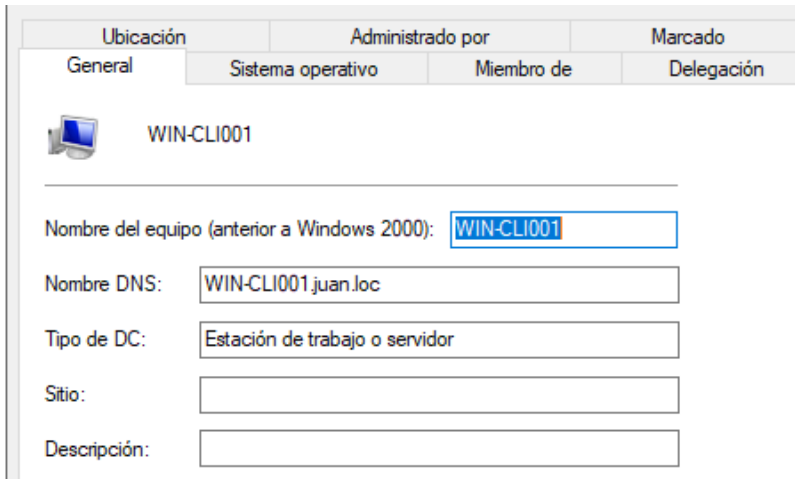 Ubicación Administrado por Marcado
General Sistema operativo Miembro de Delegación
WIN-CLI001
Nombre del equipo (anterior a Windows 2000): WIN-CLI001
Nombre DNS: WIN-CLI001.juan.loc
Tipo de DC: Estación de trabajo o servidor
Sitio:
Descripción: